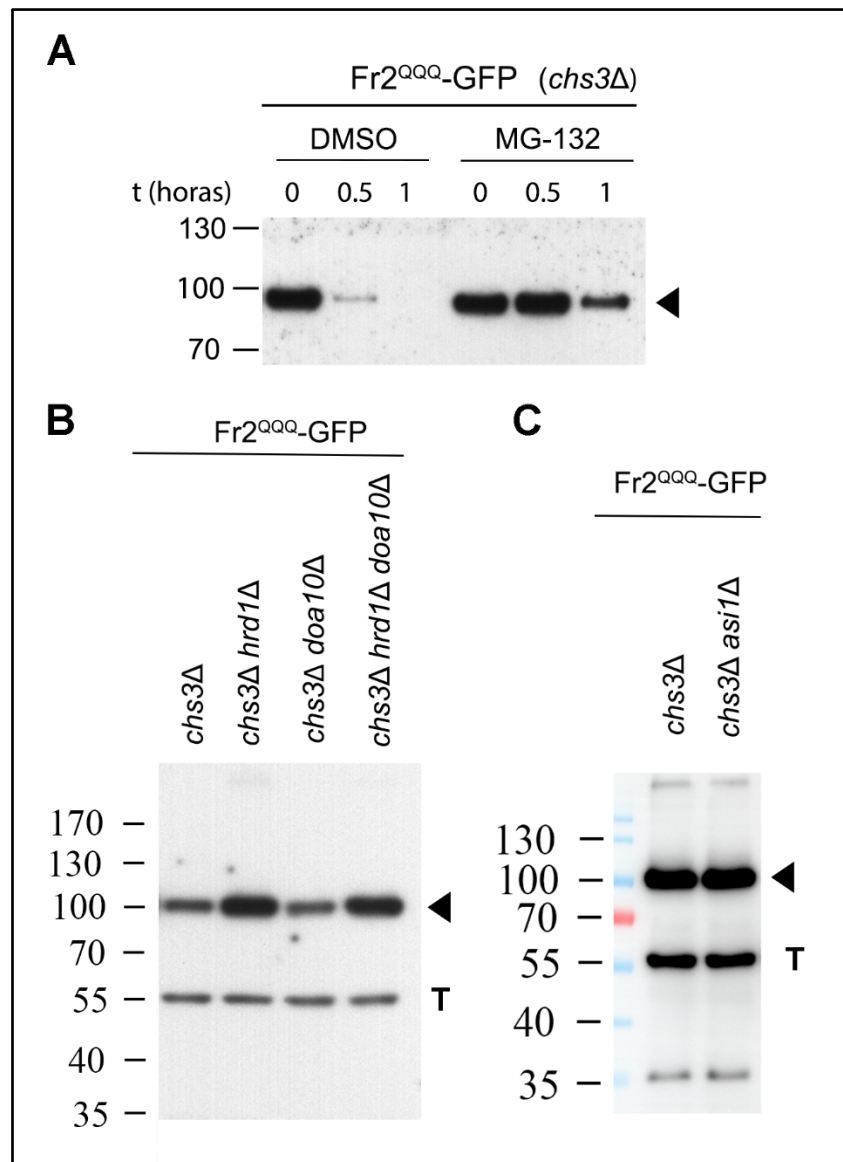 A
Fr2QQQ-GFP (chs3Δ)
DMSO MG-132
t (horas) 0 0.5 1 0 0.5 1
130
100
70
B
Fr2QQQ-GFP
chs3Δ
chs3Δ hrd1Δ
chs3Δ doa10Δ
chs3Δ hrd1Δ doa10Δ
170
130
100
70
55 T
40
35
C
Fr2QQQ-GFP
chs3Δ
chs3Δ asi1Δ
130
100
70
55 T
40
35